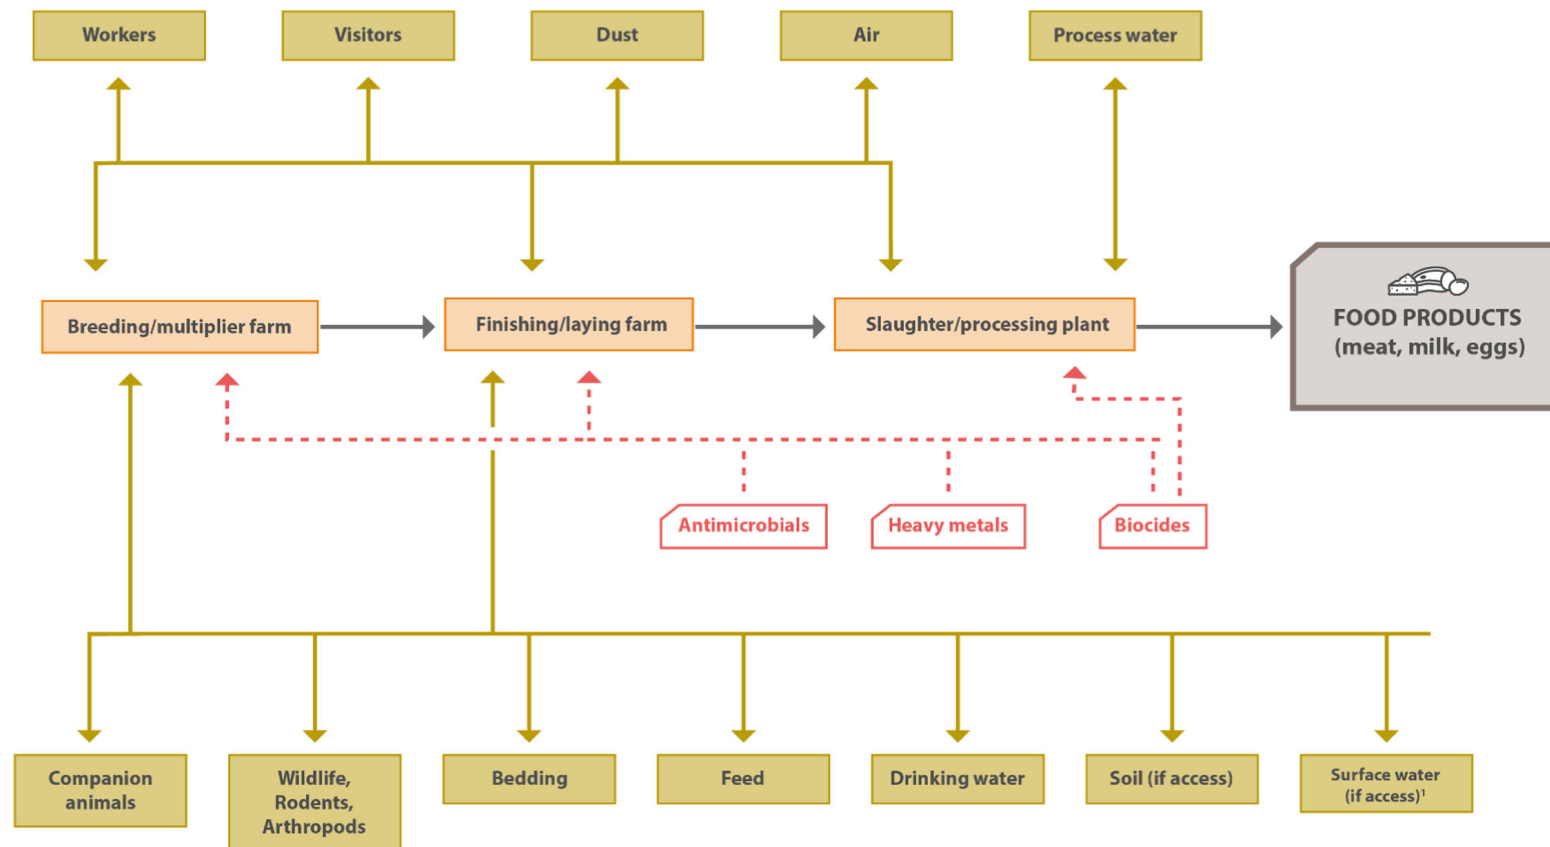 Workers
Visitors
Dust
Air
Process water
Breeding/multiplier farm
Finishing/laying farm
Slaughter/processing plant
FOOD PRODUCTS
(meat, milk, eggs)
Antimicrobials
Heavy metals
Biocides
Companion
animals
Wildlife,
Rodents,
Arthropods
Bedding
Feed
Drinking water
Soil (if access)
Surface water
(if access)¹